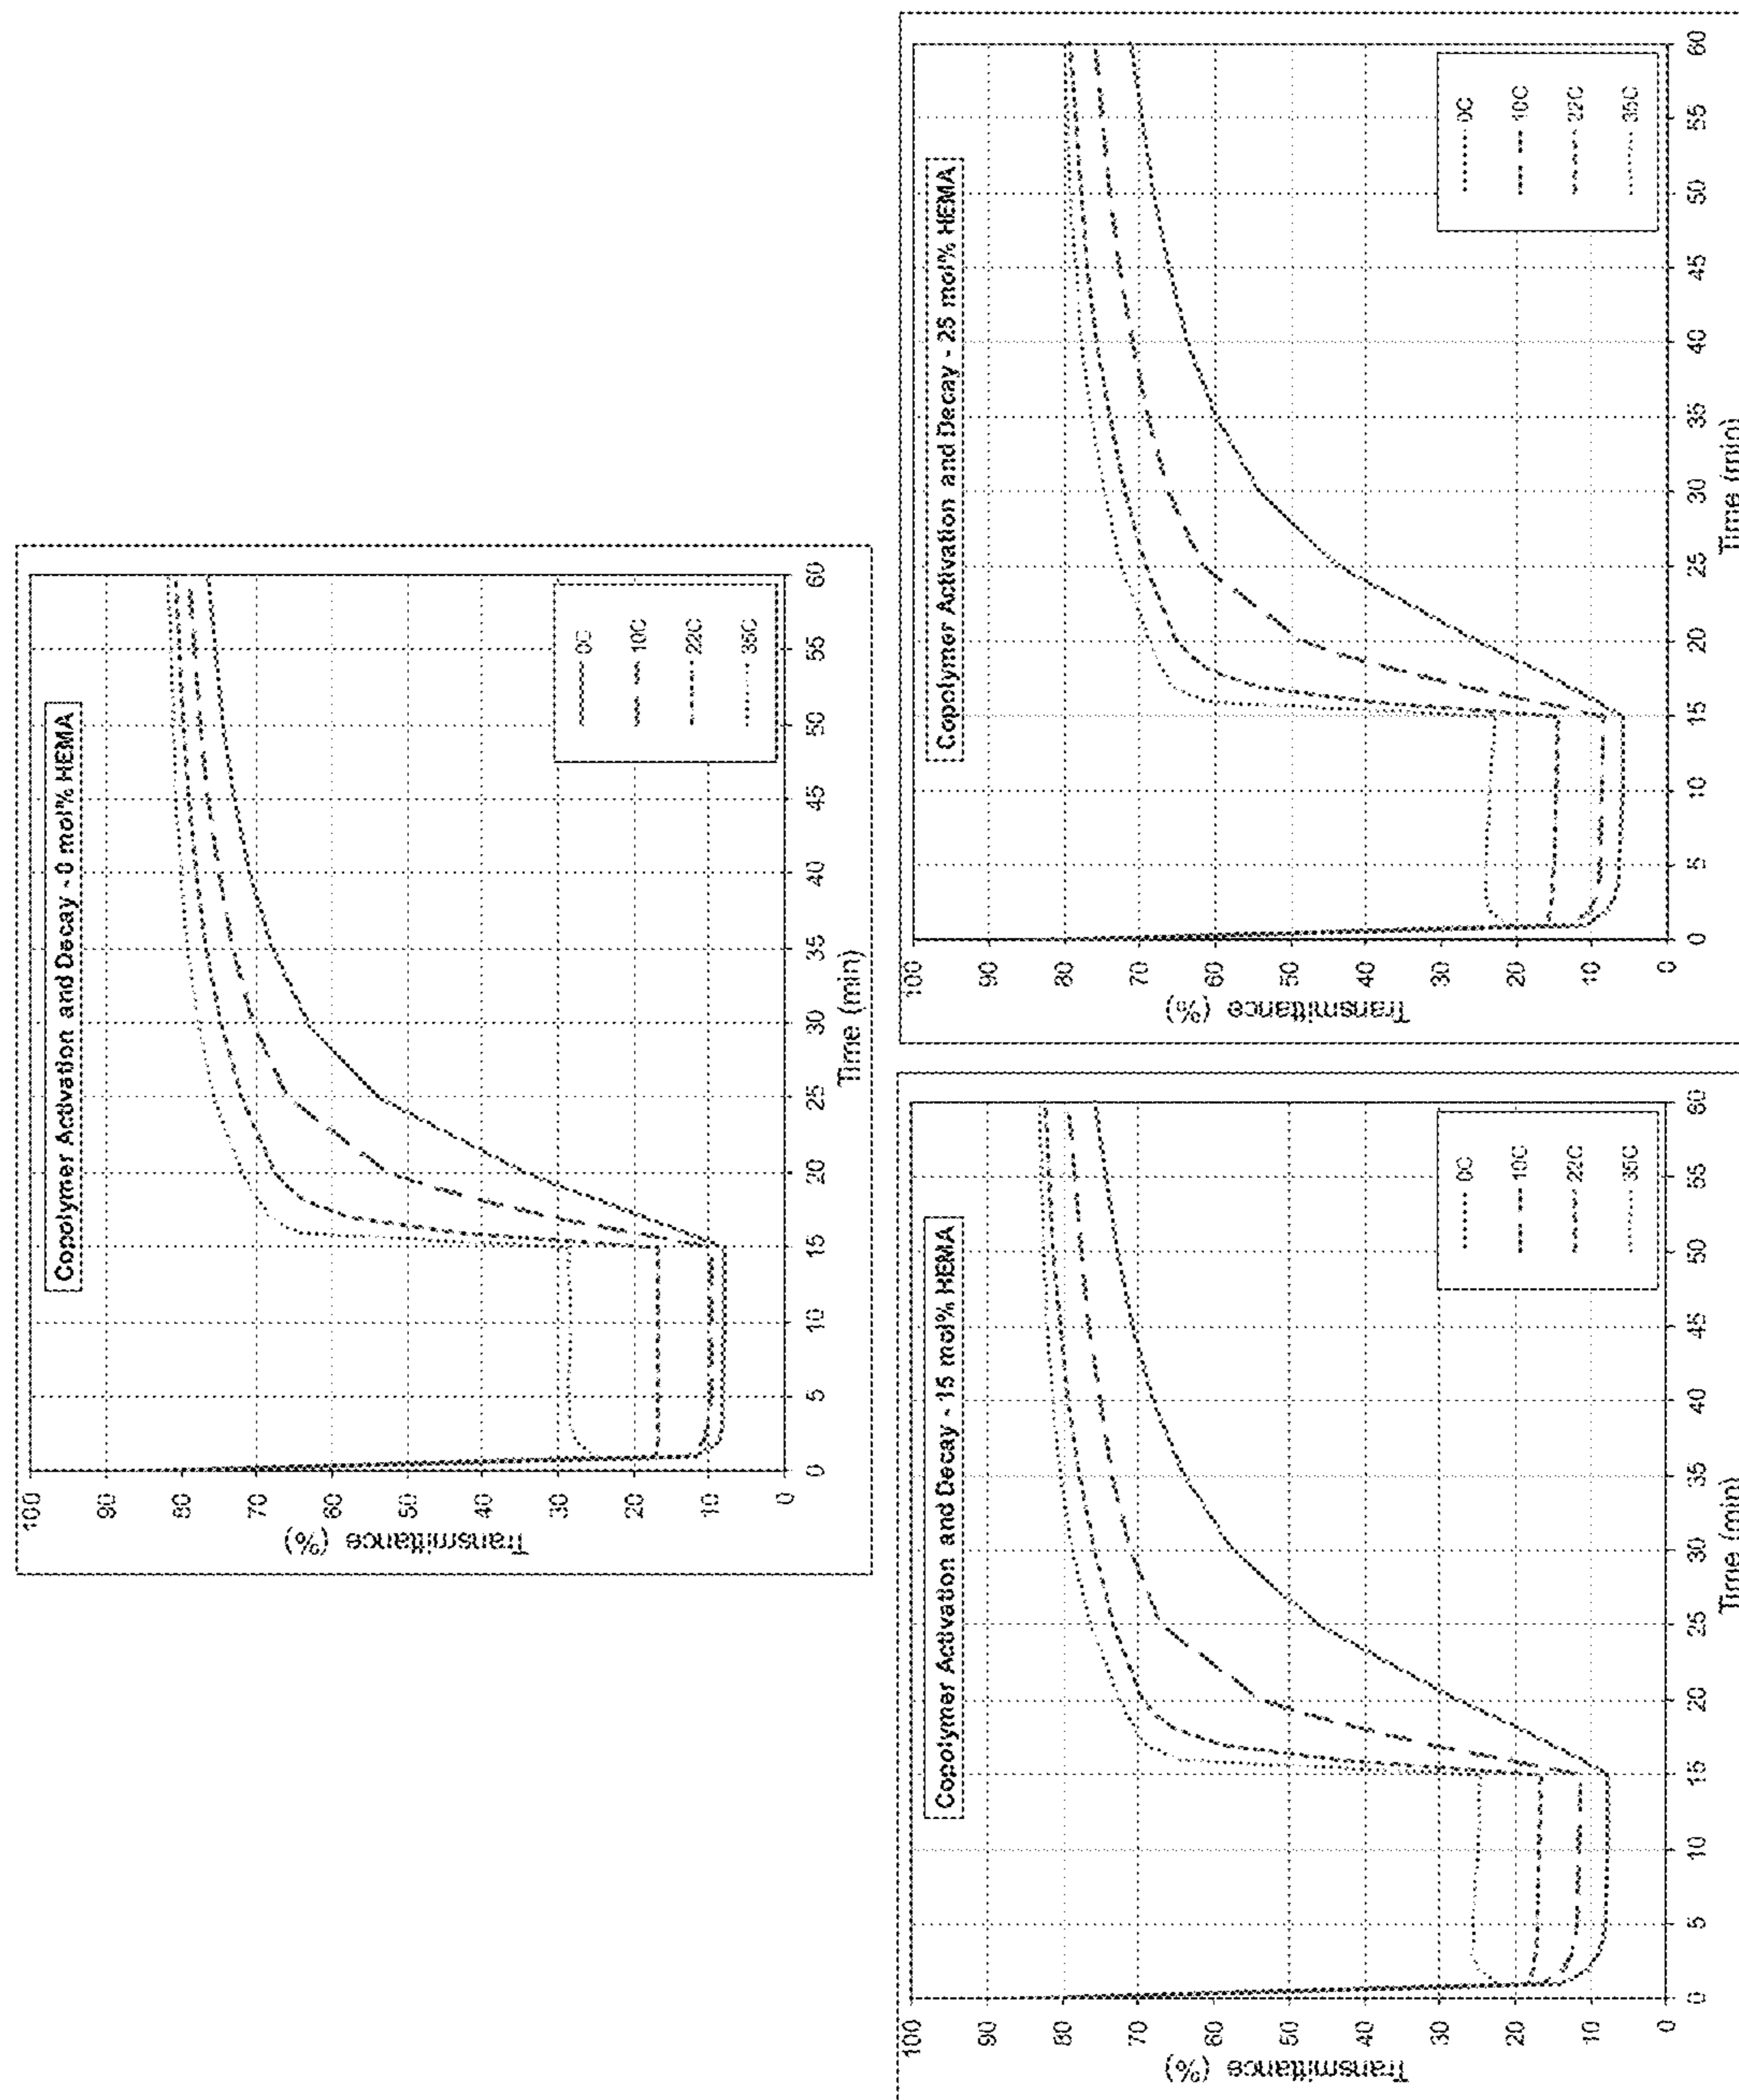 Copolymer Activation and Decay - 0 mol% HEMA
Transmittance (%)
100
90
80
70
60
50
40
30
20
10
0
0 5 10 15 20 25 30 35 40 45 50 55 60
Time (min)
0C
10C
22C
35C
Copolymer Activation and Decay - 15 mol% HEMA
Transmittance (%)
100
90
80
70
60
50
40
30
20
10
0
0 5 10 15 20 25 30 35 40 45 50 55 60
Time (min)
0C
10C
22C
35C
Copolymer Activation and Decay - 25 mol% HEMA
Transmittance (%)
100
90
80
70
60
50
40
30
20
10
0
0 5 10 15 20 25 30 35 40 45 50 55 60
Time (min)
0C
10C
22C
35C